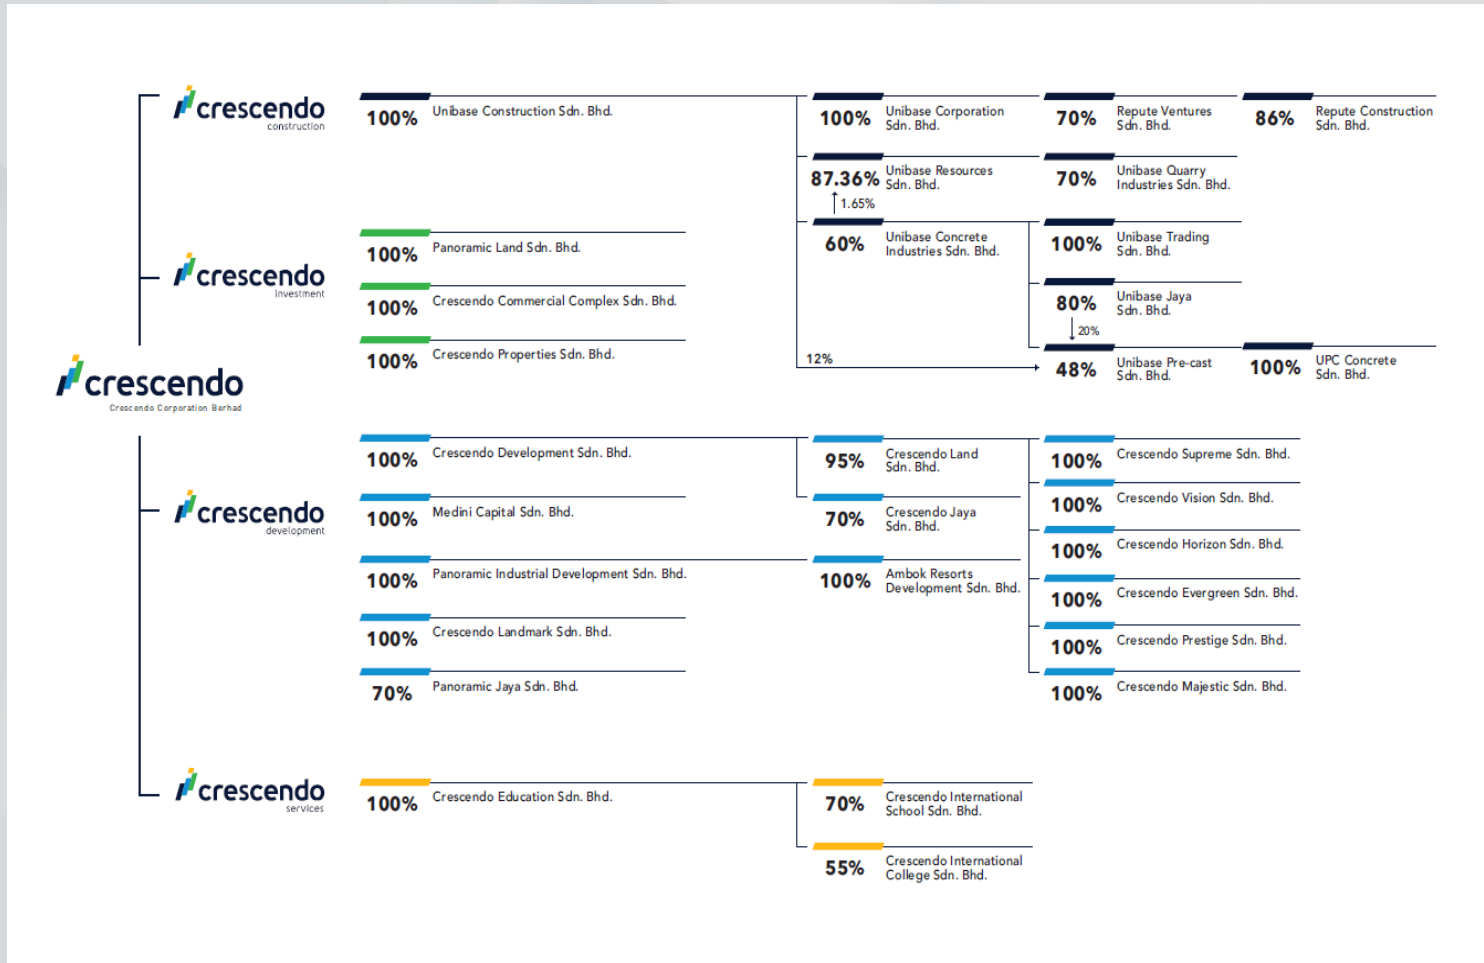 crescendo
construction
100%
Unibase Construction Sdn. Bhd.
100%
Unibase Corporation
Sdn. Bhd.
70%
Repute Ventures
Sdn. Bhd.
86%
Repute Construction
Sdn. Bhd.
87.36%
Unibase Resources
Sdn. Bhd.
70%
Unibase Quarry
Industries Sdn. Bhd.
1.65%
60%
Unibase Concrete
Industries Sdn. Bhd.
100%
Unibase Trading
Sdn. Bhd.
80%
Unibase Jaya
Sdn. Bhd.
20%
12%
48%
Unibase Pre-cast
Sdn. Bhd.
100%
UPC Concrete
Sdn. Bhd.
crescendo
investment
100%
Panoramic Land Sdn. Bhd.
100%
Crescendo Commercial Complex Sdn. Bhd.
100%
Crescendo Properties Sdn. Bhd.
crescendo
Crescendo Corporation Berhad
crescendo
development
100%
Crescendo Development Sdn. Bhd.
95%
Crescendo Land
Sdn. Bhd.
100%
Crescendo Supreme Sdn. Bhd.
100%
Crescendo Vision Sdn. Bhd.
100%
Crescendo Horizon Sdn. Bhd.
100%
Crescendo Evergreen Sdn. Bhd.
100%
Crescendo Prestige Sdn. Bhd.
100%
Crescendo Majestic Sdn. Bhd.
70%
Crescendo Jaya
Sdn. Bhd.
100%
Medini Capital Sdn. Bhd.
100%
Panoramic Industrial Development Sdn. Bhd.
100%
Ambok Resorts
Development Sdn. Bhd.
100%
Crescendo Landmark Sdn. Bhd.
70%
Panoramic Jaya Sdn. Bhd.
crescendo
services
100%
Crescendo Education Sdn. Bhd.
70%
Crescendo International
School Sdn. Bhd.
55%
Crescendo International
College Sdn. Bhd.